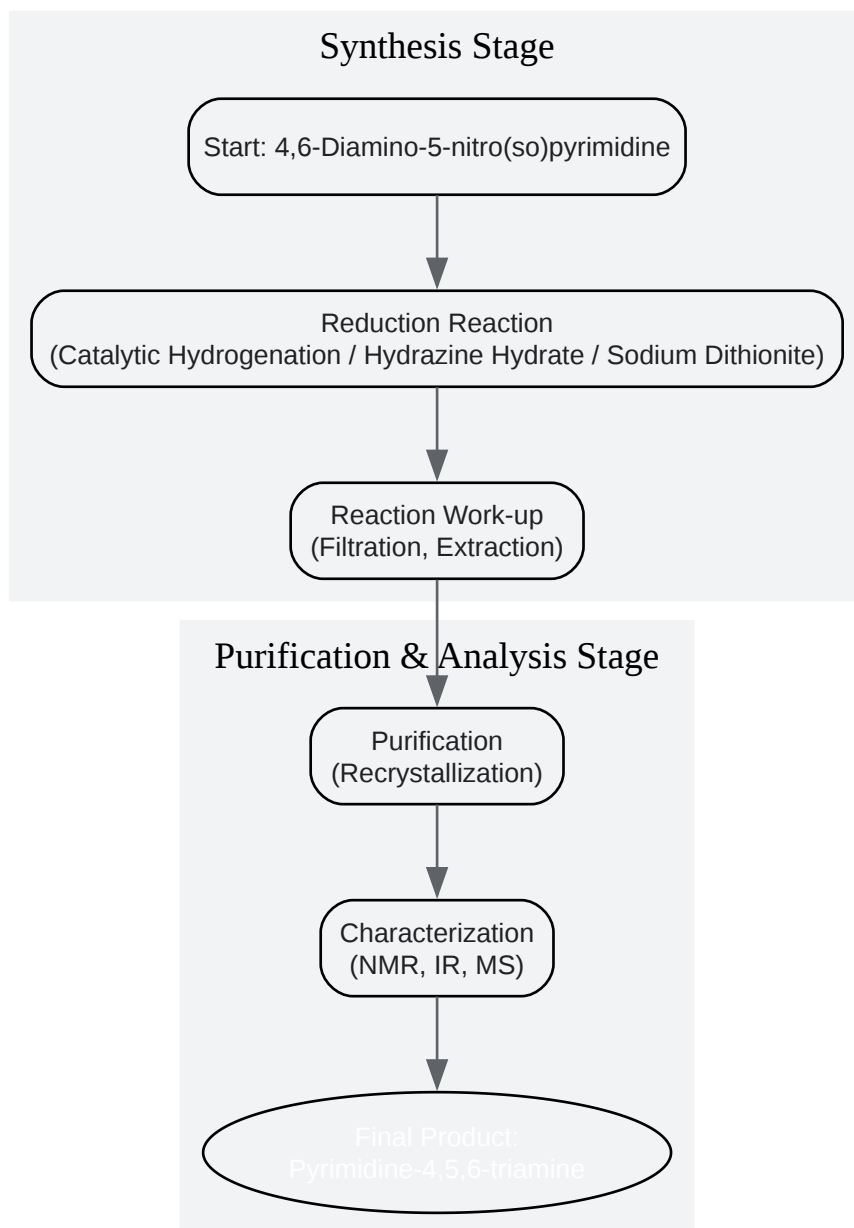 Synthesis Stage
Start: 4,6-Diamino-5-nitro(so)pyrimidine
Reduction Reaction
(Catalytic Hydrogenation / Hydrazine Hydrate / Sodium Dithionite)
Reaction Work-up
(Filtration, Extraction)
Purification & Analysis Stage
Purification
(Recrystallization)
Characterization
(NMR, IR, MS)
Final Product:
Pyrimidine-4,5,6-triamine